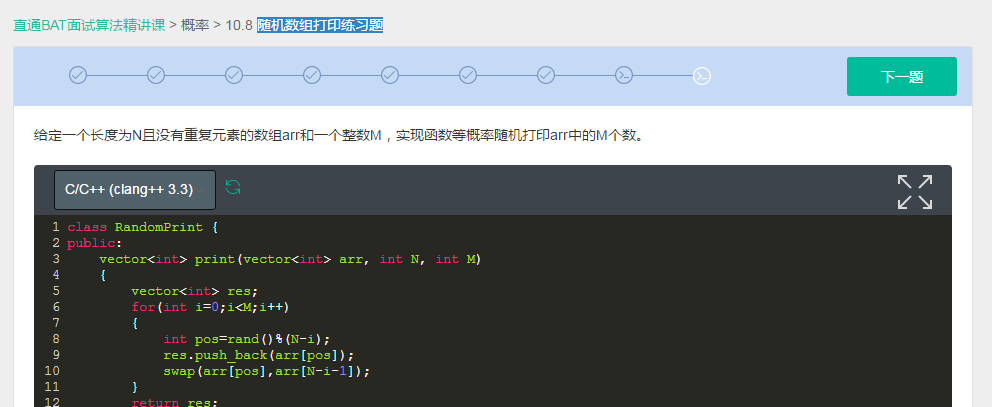 直通BAT面试算法精讲课 > 概率 > 10.8 随机数组打印练习题
下一题
给定一个长度为N且没有重复元素的数组arr和一个整数M，实现函数等概率随机打印arr中的M个数。
C/C++ (clang++ 3.3)
1 class RandomPrint {
2 public:
3     vector<int> print(vector<int> arr, int N, int M)
4     {
5         vector<int> res;
6         for(int i=0;i<M;i++)
7         {
8             int pos=rand()%(N-i);
9             res.push_back(arr[pos]);
10             swap(arr[pos],arr[N-i-1]);
11         }
12         return res;